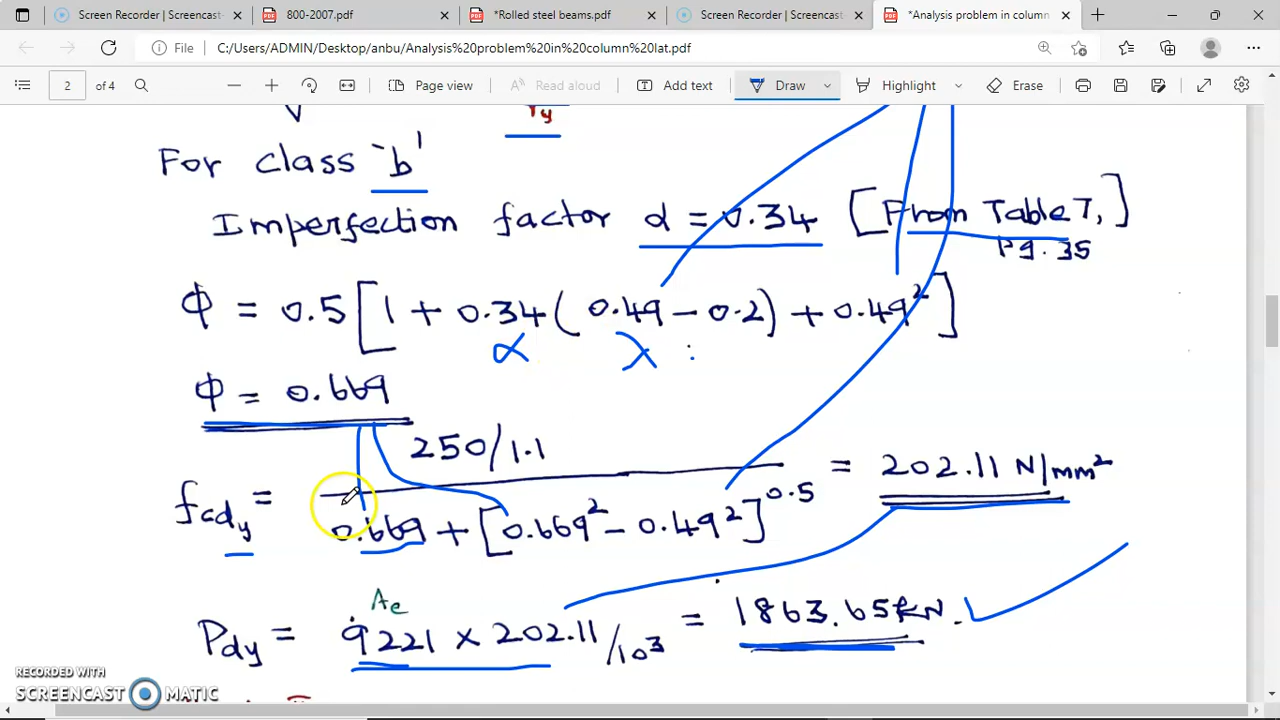 Screen Recorder | Screencast-
800-2007.pdf
*Rolled steel beams.pdf
Screen Recorder | Screencast-
*Analysis problem in column
File
C:/Users/ADMIN/Desktop/anbu/Analysis%20problem%20in%20column%20lat.pdf
2 of 4
Page view
Read aloud
Add text
Draw
Highlight
Erase
ry
For class `b'
Imperfection factor α = 0.34 [From Table 7,]
Pg. 35
Φ = 0.5[1 + 0.34(0.49 - 0.2) + 0.49²]
α λ :
Φ = 0.669
250/1.1
fcdy = 0.669 + [0.669² - 0.49²]^0.5 = 202.11 N/mm²
Ae
Pdy = 9221 × 202.11/10³ = 1863.65kN.
RECORDED WITH
SCREENCAST MATIC